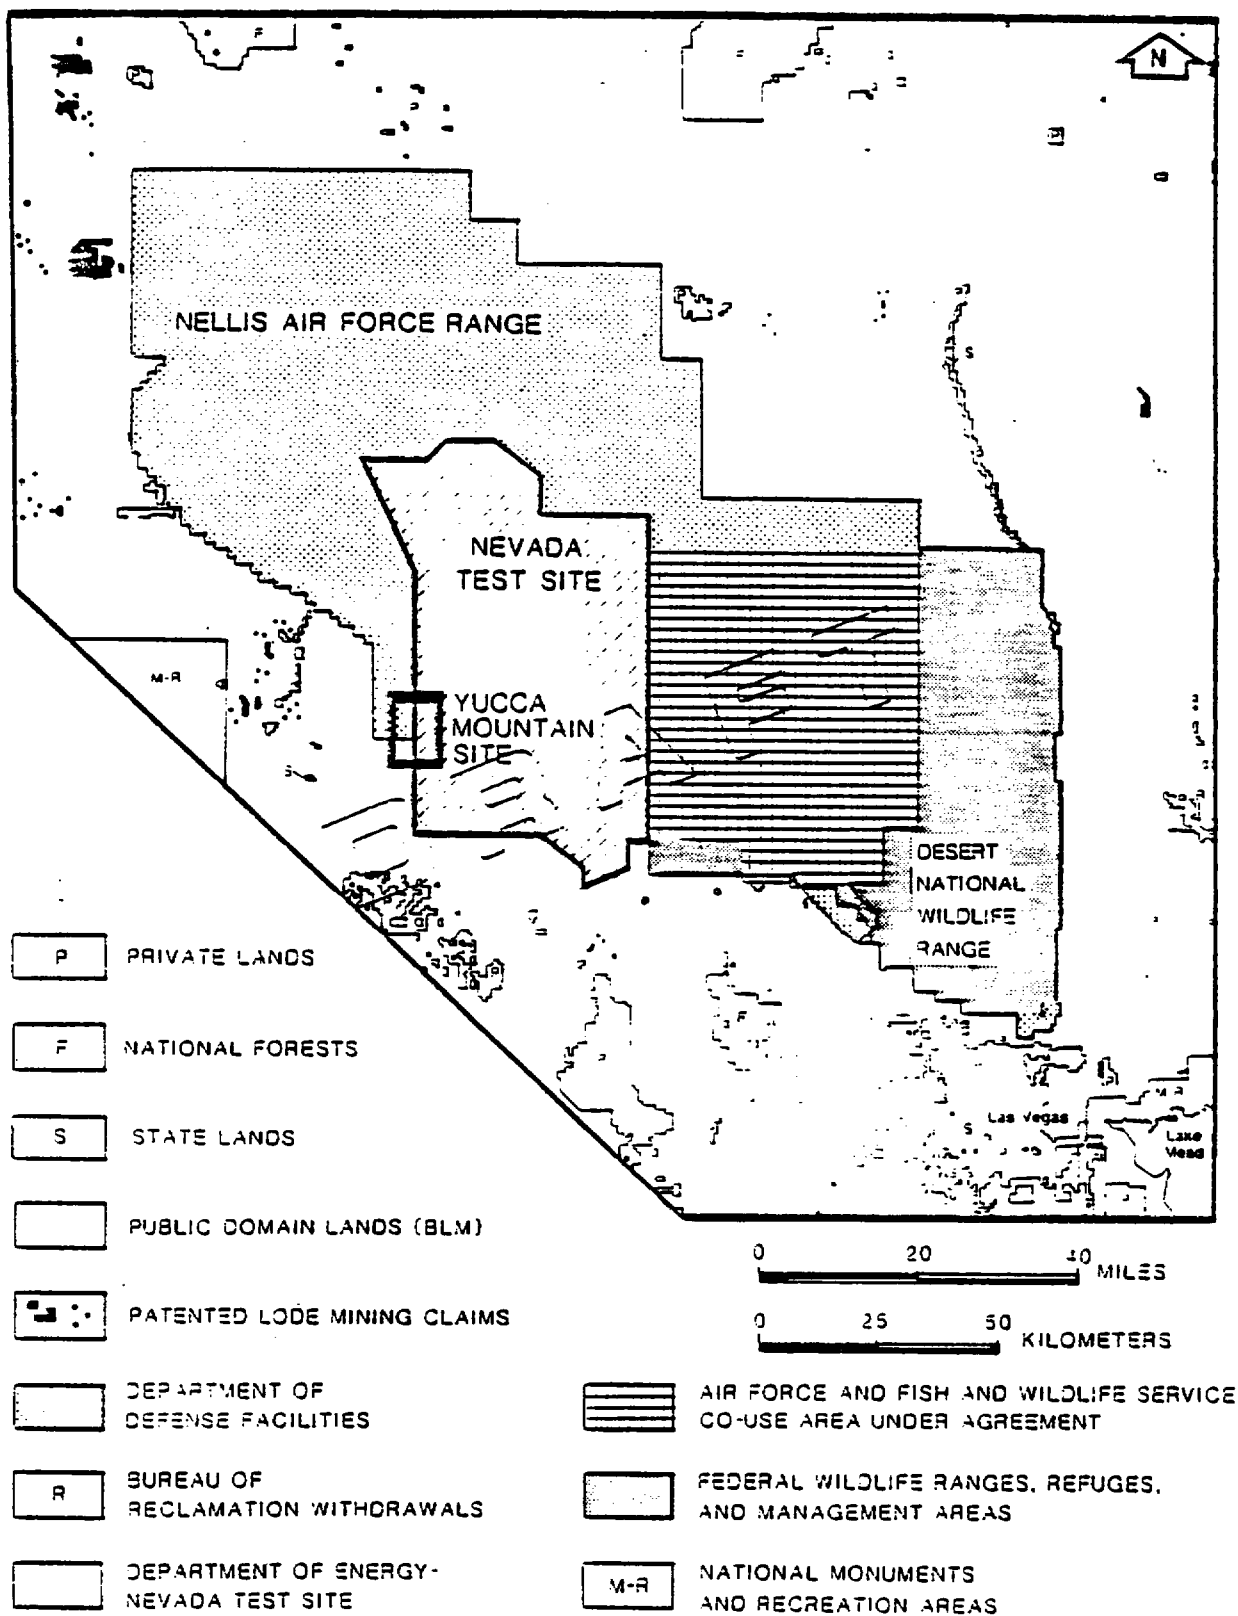 F
N
P
P
NELLIS AIR FORCE RANGE
S
NEVADA
TEST SITE
M-R
YUCCA
MOUNTAIN
SITE
S
DESERT
NATIONAL
WILDLIFE
RANGE
F
Las Vegas
S
Lake
Mead
P PRIVATE LANDS
F NATIONAL FORESTS
S STATE LANDS
PUBLIC DOMAIN LANDS (BLM)
PATENTED LODE MINING CLAIMS
DEPARTMENT OF
DEFENSE FACILITIES
R BUREAU OF
RECLAMATION WITHDRAWALS
DEPARTMENT OF ENERGY-
NEVADA TEST SITE
0 20 40 MILES
0 25 50 KILOMETERS
AIR FORCE AND FISH AND WILDLIFE SERVICE
CO-USE AREA UNDER AGREEMENT
FEDERAL WILDLIFE RANGES, REFUGES,
AND MANAGEMENT AREAS
M-R NATIONAL MONUMENTS
AND RECREATION AREAS